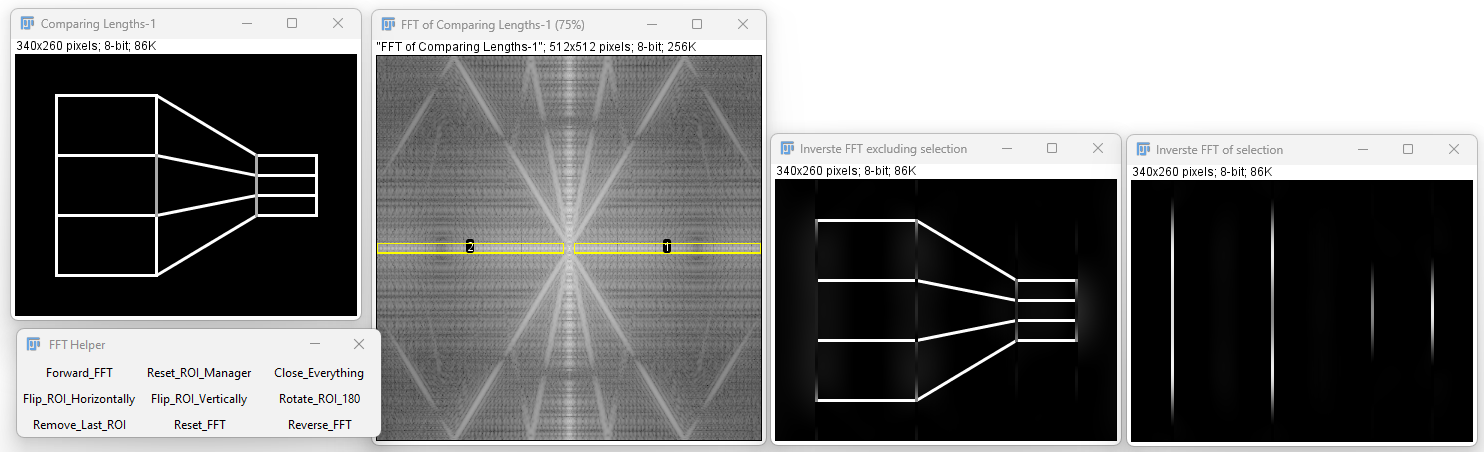 Comparing Lengths-1
340x260 pixels; 8-bit; 86K
FFT of Comparing Lengths-1 (75%)
"FFT of Comparing Lengths-1"; 512x512 pixels; 8-bit; 256K
2
1
Inverste FFT excluding selection
340x260 pixels; 8-bit; 86K
Inverste FFT of selection
340x260 pixels; 8-bit; 86K
FFT Helper
Forward_FFT Reset_ROI_Manager Close_Everything
Flip_ROI_Horizontally Flip_ROI_Vertically Rotate_ROI_180
Remove_Last_ROI Reset_FFT Reverse_FFT